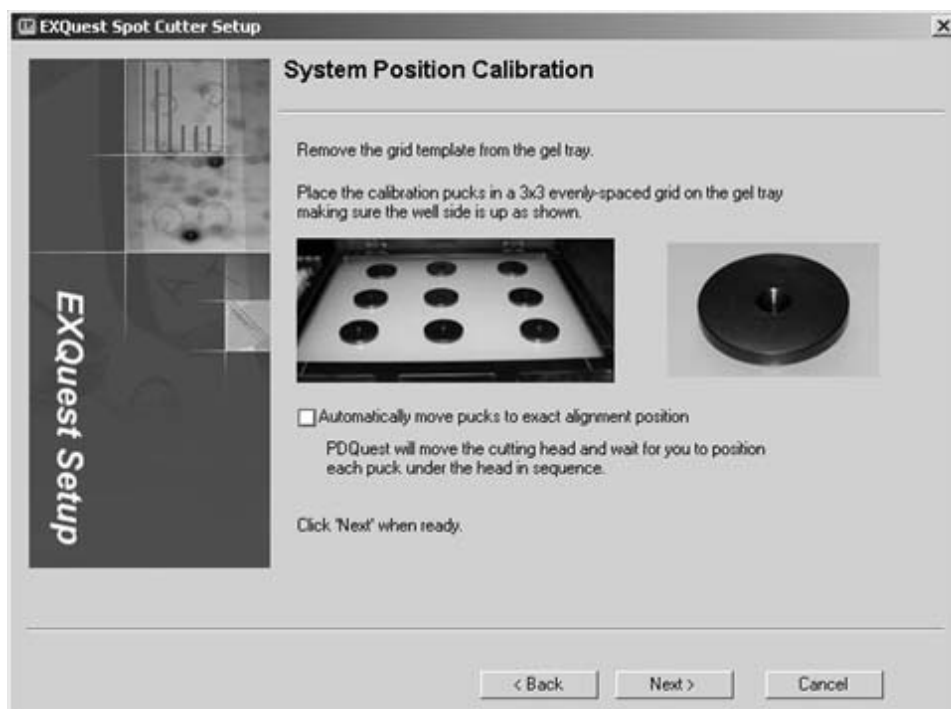 EXQuest Spot Cutter Setup
System Position Calibration
Remove the grid template from the gel tray.
Place the calibration pucks in a 3x3 evenly-spaced grid on the gel tray
making sure the well side is up as shown.
EXQuest Setup
Automatically move pucks to exact alignment position
PDQuest will move the cutting head and wait for you to position
each puck under the head in sequence.
Click 'Next' when ready.
< Back
Next >
Cancel